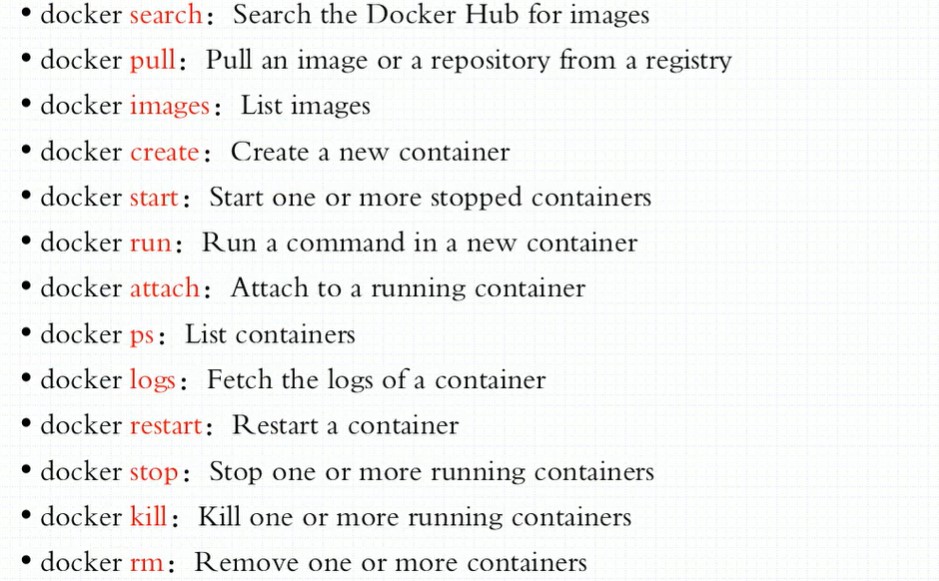 • docker search： Search the Docker Hub for images
• docker pull： Pull an image or a repository from a registry
• docker images： List images
• docker create： Create a new container
• docker start： Start one or more stopped containers
• docker run： Run a command in a new container
• docker attach： Attach to a running container
• docker ps： List containers
• docker logs： Fetch the logs of a container
• docker restart： Restart a container
• docker stop： Stop one or more running containers
• docker kill： Kill one or more running containers
• docker rm： Remove one or more containers